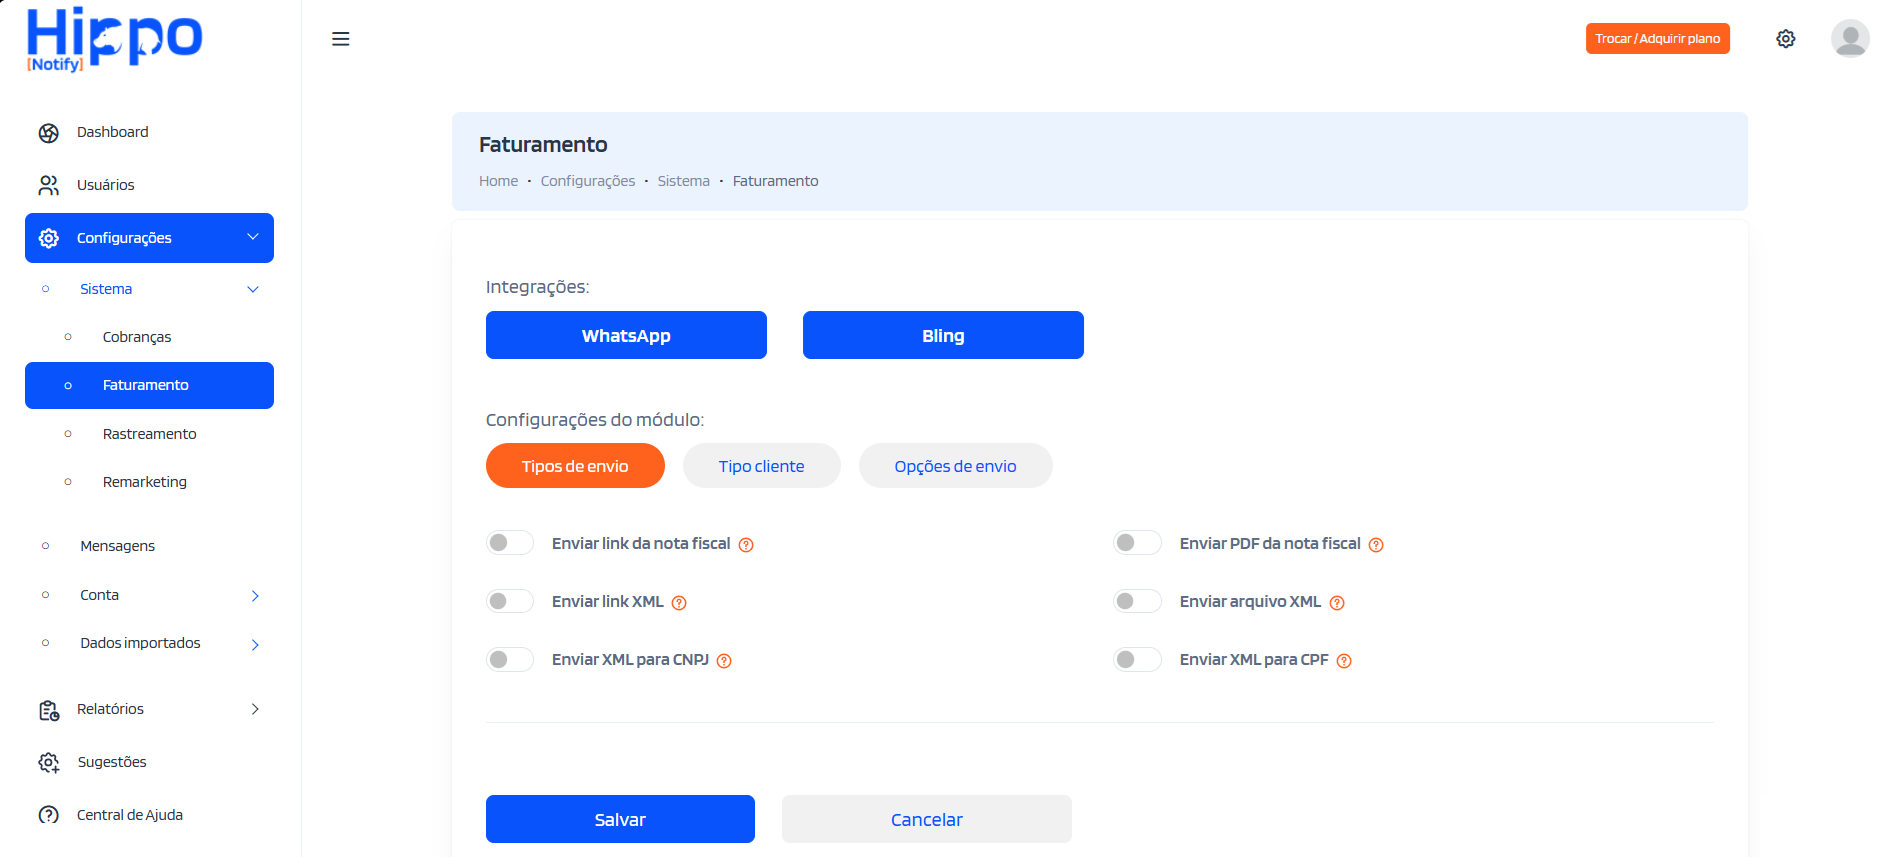 Hippo
[Notify]
Trocar / Adquirir plano
Dashboard
Usuários
Configurações
Sistema
Cobranças
Faturamento
Rastreamento
Remarketing
Mensagens
Conta
Dados importados
Relatórios
Sugestões
Central de Ajuda
Faturamento
Home • Configurações • Sistema • Faturamento
Integrações:
WhatsApp Bling
Configurações do módulo:
Tipos de envio Tipo cliente Opções de envio
Enviar link da nota fiscal Enviar PDF da nota fiscal
Enviar link XML Enviar arquivo XML
Enviar XML para CNPJ Enviar XML para CPF
Salvar Cancelar